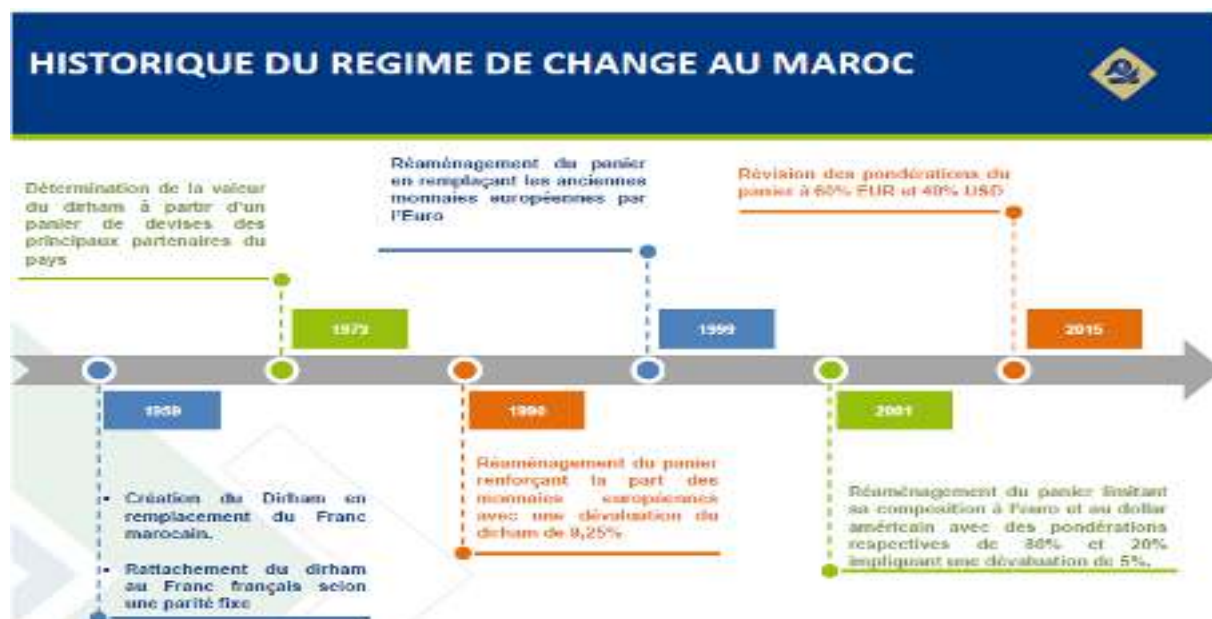 HISTORIQUE DU REGIME DE CHANGE AU MAROC
Détermination de la valeur
du dirham à partir d'un
panier de devises des
principaux partenaires du
pays
Réaménagement du panier
en remplaçant les anciennes
monnaies européennes par
l'Euro
Révision des pondérations du
panier à 60% EUR et 40% USD
1973
1999
2015
1959
1990
2001
• Création du Dirham en
remplacement du Franc
marocain.
• Rattachement du dirham
au Franc français selon
une parité fixe
Réaménagement du panier
renforçant la part des
monnaies européennes
avec une dévaluation du
dirham de 9,25%
Réaménagement du panier limitant
sa composition à l'euro et au dollar
américain avec des pondérations
respectives de 80% et 20%
impliquant une dévaluation de 5%.